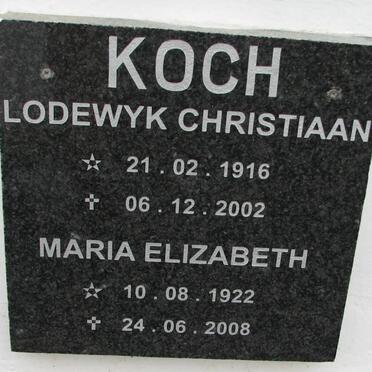 KOCH
LODEWYK CHRISTIAAN
☆ 21 . 02 . 1916
✝ 06 . 12 . 2002
MARIA ELIZABETH
☆ 10 . 08 . 1922
✝ 24 . 06 . 2008